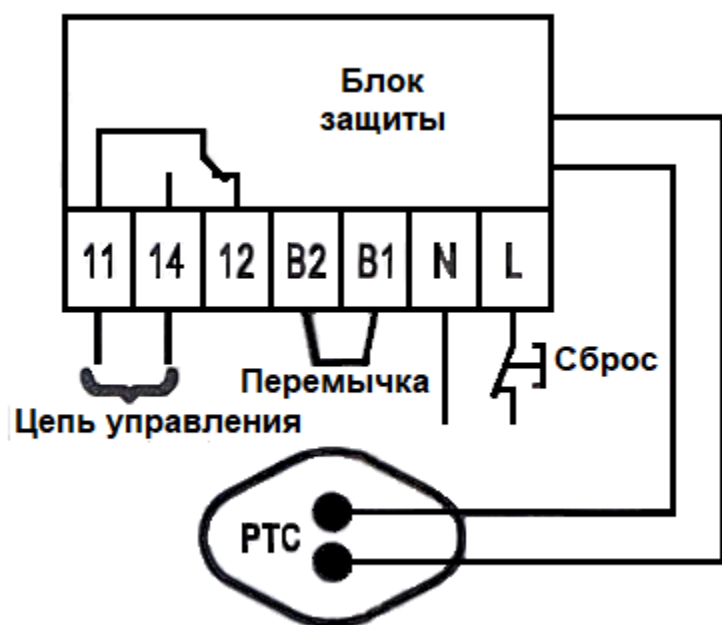 Блок
защиты
11 14 12 B2 B1 N L
Сброс
Перемычка
Цепь управления
PTC